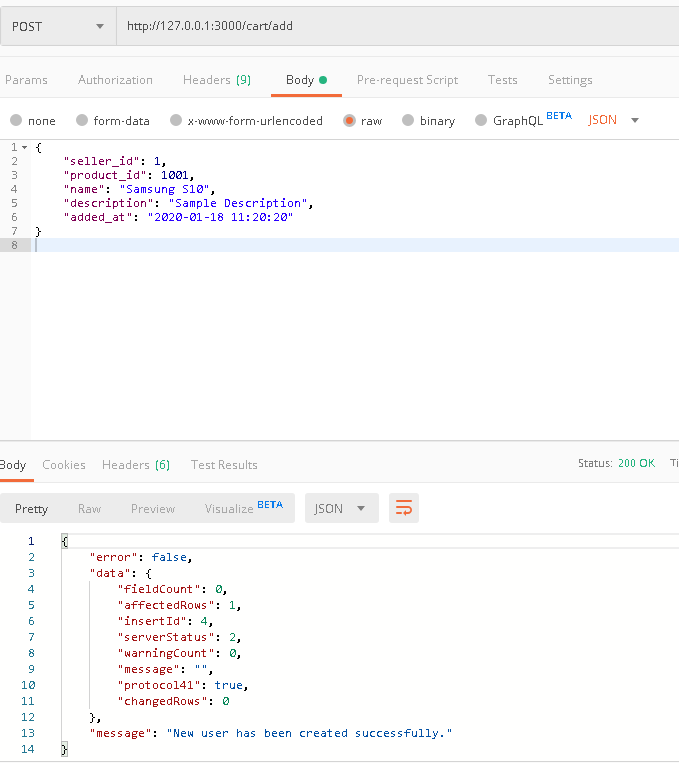 POST http://127.0.0.1:3000/cart/add
Params Authorization Headers (9) Body Pre-request Script Tests Settings
none form-data x-www-form-urlencoded raw binary GraphQL BETA JSON
1 {
2 "seller_id": 1,
3 "product_id": 1001,
4 "name": "Samsung S10",
5 "description": "Sample Description",
6 "added_at": "2020-01-18 11:20:20"
7 }
8
Body Cookies Headers (6) Test Results Status: 200 OK Ti
Pretty Raw Preview Visualize BETA JSON
1 {
2 "error": false,
3 "data": {
4 "fieldCount": 0,
5 "affectedRows": 1,
6 "insertId": 4,
7 "serverStatus": 2,
8 "warningCount": 0,
9 "message": "",
10 "protocol41": true,
11 "changedRows": 0
12 },
13 "message": "New user has been created successfully."
14 }